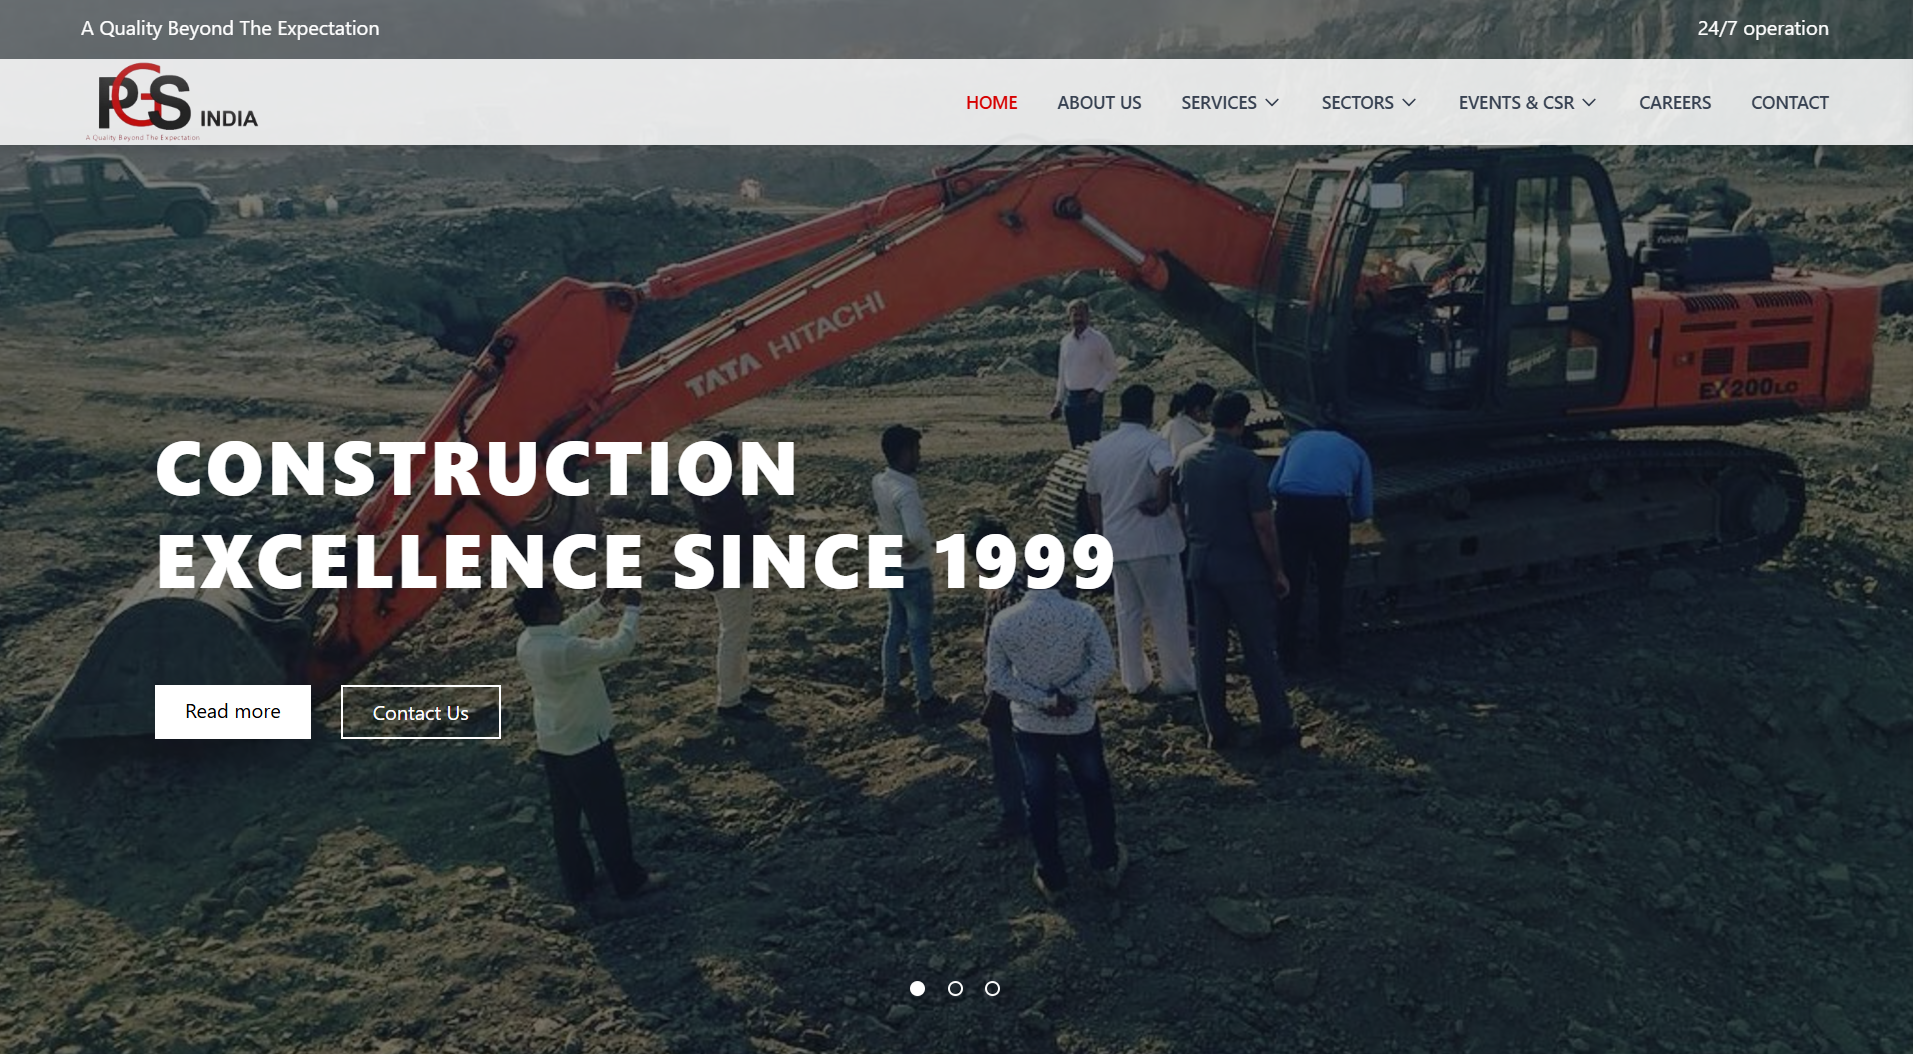 A Quality Beyond The Expectation
24/7 operation
PGS INDIA
A Quality Beyond The Expectation
HOME
ABOUT US
SERVICES
SECTORS
EVENTS & CSR
CAREERS
CONTACT
TATA HITACHI
EX200LC
CONSTRUCTION
EXCELLENCE SINCE 1999
Read more
Contact Us